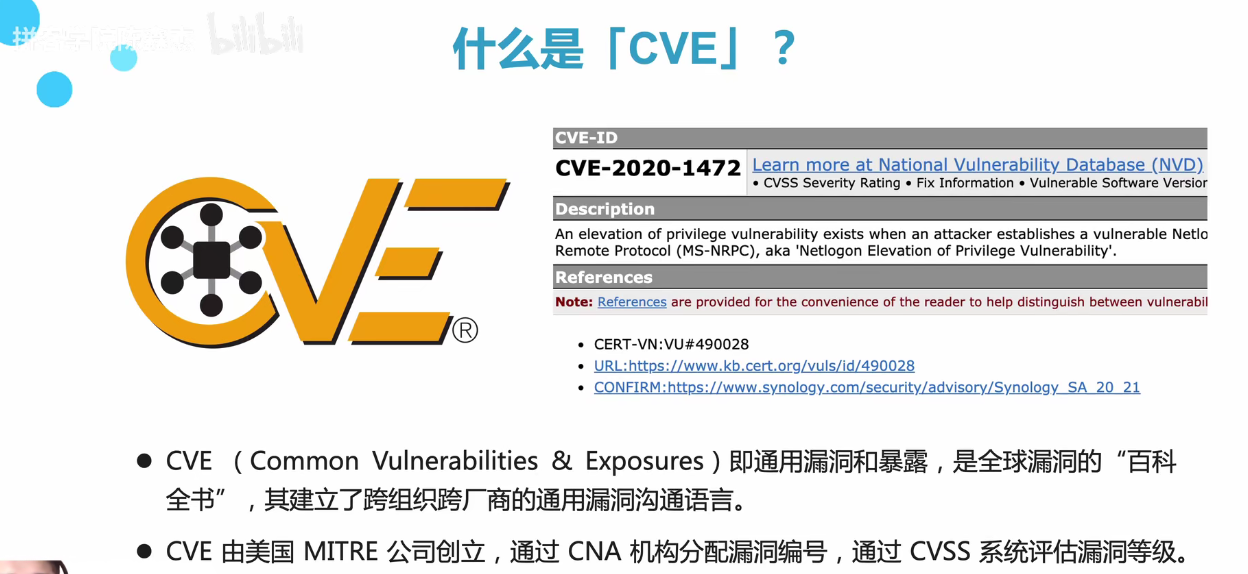 拼客学院陈鑫杰 bilibili
什么是「CVE」？
CVE-ID
CVE-2020-1472 Learn more at National Vulnerability Database (NVD)
• CVSS Severity Rating • Fix Information • Vulnerable Software Version
Description
An elevation of privilege vulnerability exists when an attacker establishes a vulnerable Netlo
Remote Protocol (MS-NRPC), aka 'Netlogon Elevation of Privilege Vulnerability'.
References
Note: References are provided for the convenience of the reader to help distinguish between vulnerabil
CVE®
• CERT-VN:VU#490028
• URL:https://www.kb.cert.org/vuls/id/490028
• CONFIRM:https://www.synology.com/security/advisory/Synology_SA_20_21
● CVE （Common Vulnerabilities & Exposures）即通用漏洞和暴露，是全球漏洞的“百科
全书”，其建立了跨组织跨厂商的通用漏洞沟通语言。
● CVE 由美国 MITRE 公司创立，通过 CNA 机构分配漏洞编号，通过 CVSS 系统评估漏洞等级。